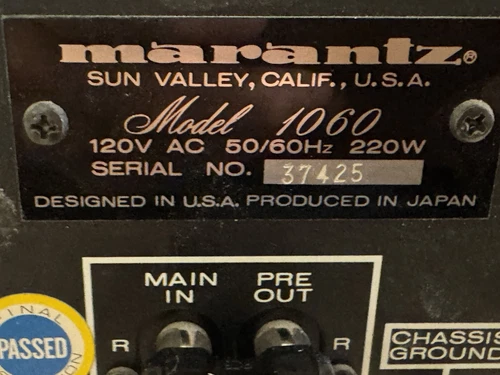 marantz®
SUN VALLEY, CALIF., U.S.A.
Model 1060
120V AC 50/60Hz 220W
SERIAL NO. 37425
DESIGNED IN U.S.A. PRODUCED IN JAPAN
MAIN IN
PRE OUT
R
R
CHASSIS
GROUND
PASSED